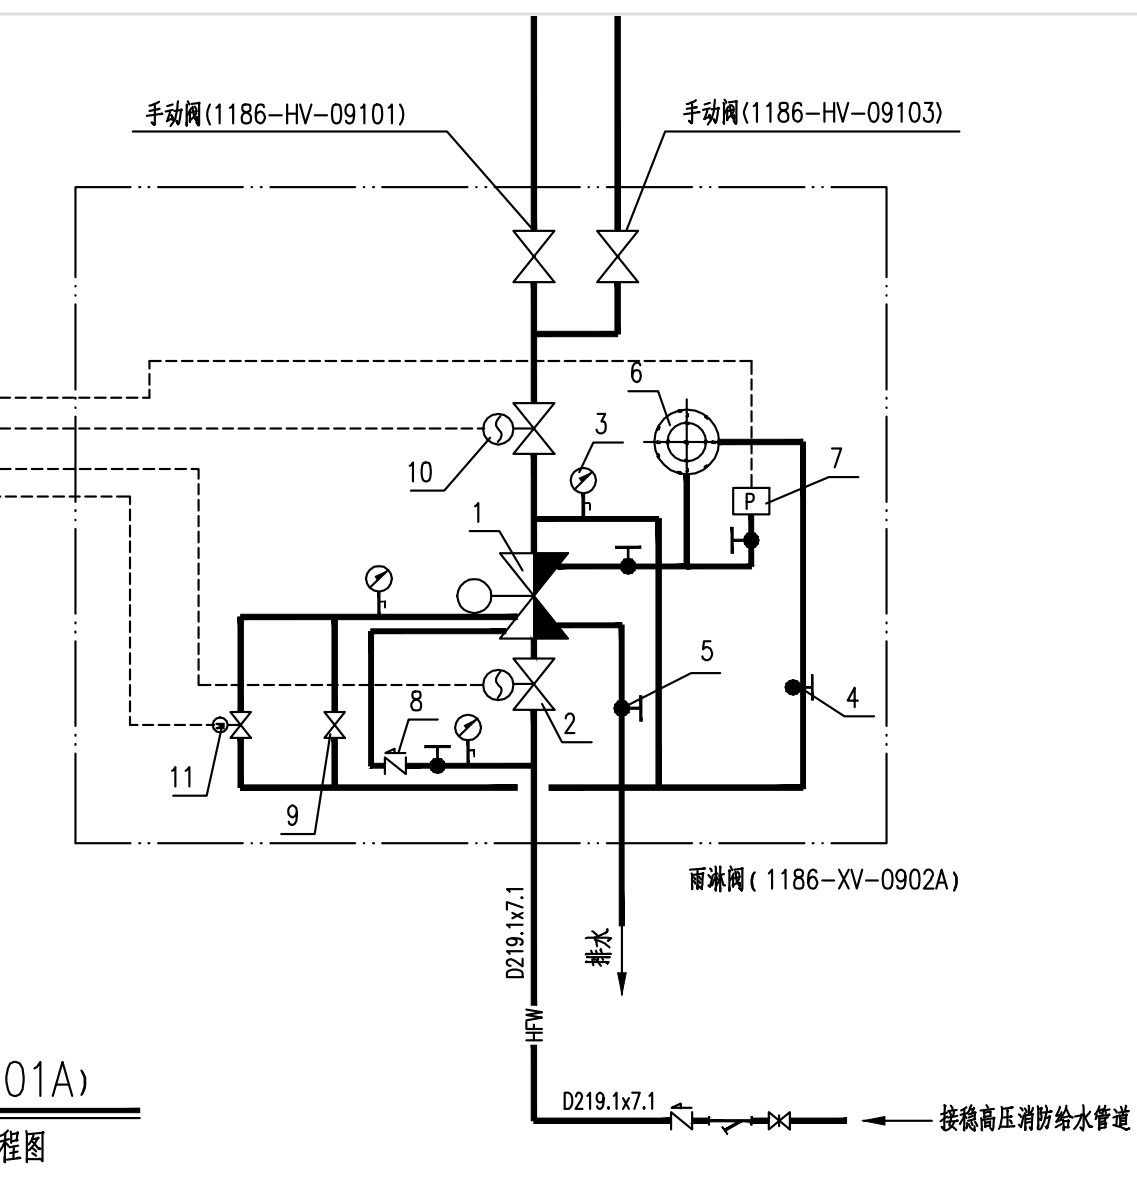 手动阀(1186-HV-09101)
手动阀(1186-HV-09103)
6
3
10
7
1
P
5
8
4
2
M
11
9
雨淋阀(1186-XV-0902A)
D219.1x7.1
排水
HFW
01A)
D219.1x7.1
接稳高压消防给水管道
程图